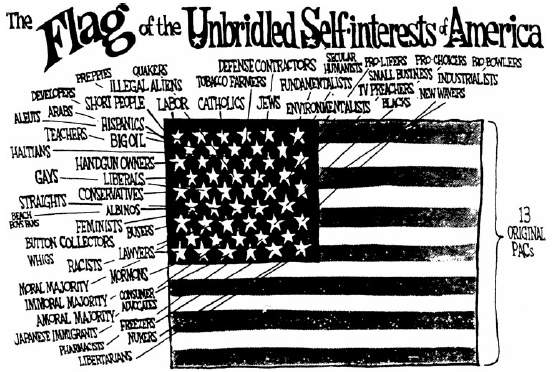 The Flag of the Unbridled Self-interests of America
DEFENSE CONTRACTORS
SECULAR
HUMANISTS
PRO-LIFERS
PRO-CHOICERS
PRO BOWLERS
PREPPIES
QUAKERS
TOBACCO FARMERS
FUNDAMENTALISTS
SMALL BUSINESS
INDUSTRIALISTS
DEVELOPERS
ILLEGAL ALIENS
TV PREACHERS
NEW WAVERS
ALEUTS
ARABS
SHORT PEOPLE
LABOR
CATHOLICS
JEWS
ENVIRONMENTALISTS
BLACKS
HISPANICS
TEACHERS
BIG OIL
HAITIANS
HANDGUN OWNERS
GAYS
LIBERALS
STRAIGHTS
CONSERVATIVES
BEACH
BOYS FANS
ALBINOS
FEMINISTS
BUSERS
BUTTON COLLECTORS
WHIGS
LAWYERS
RACISTS
MORMONS
MORAL MAJORITY
IMMORAL MAJORITY
CONSUMER
ADVOCATES
AMORAL MAJORITY
JAPANESE IMMIGRANTS
FREEZERS
PHARMACISTS
NUKERS
LIBERTARIANS
13
ORIGINAL
PACs